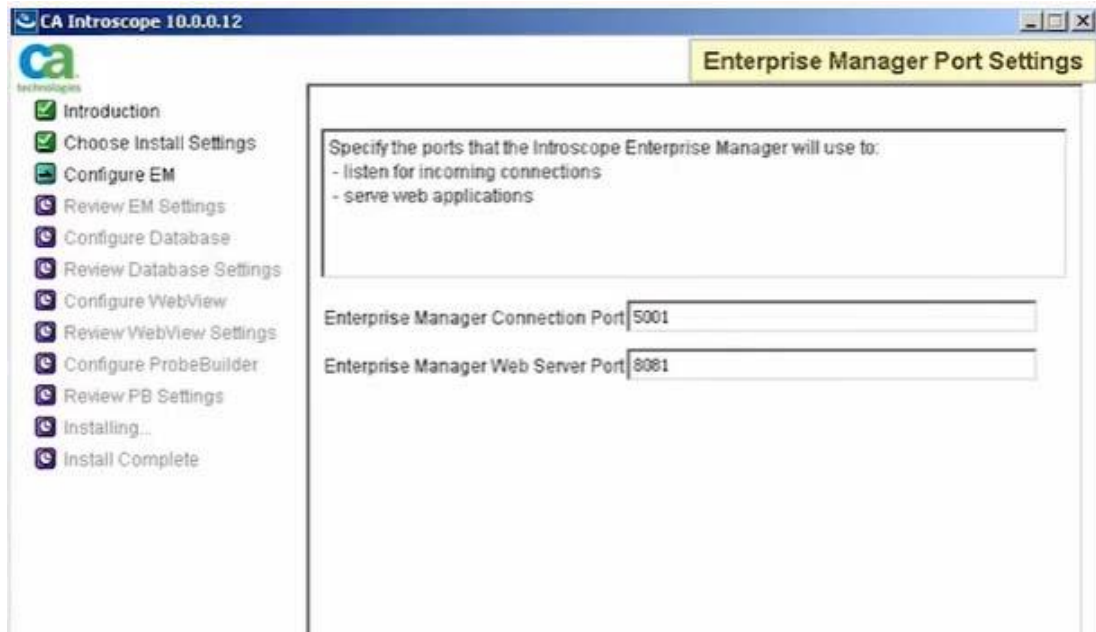 CA Introscope 10.0.0.12
ca
technologies
Enterprise Manager Port Settings
Introduction
Choose Install Settings
Configure EM
Review EM Settings
Configure Database
Review Database Settings
Configure WebView
Review WebView Settings
Configure ProbeBuilder
Review PB Settings
Installing...
Install Complete
Specify the ports that the Introscope Enterprise Manager will use to:
- listen for incoming connections
- serve web applications
Enterprise Manager Connection Port 5001
Enterprise Manager Web Server Port 8081